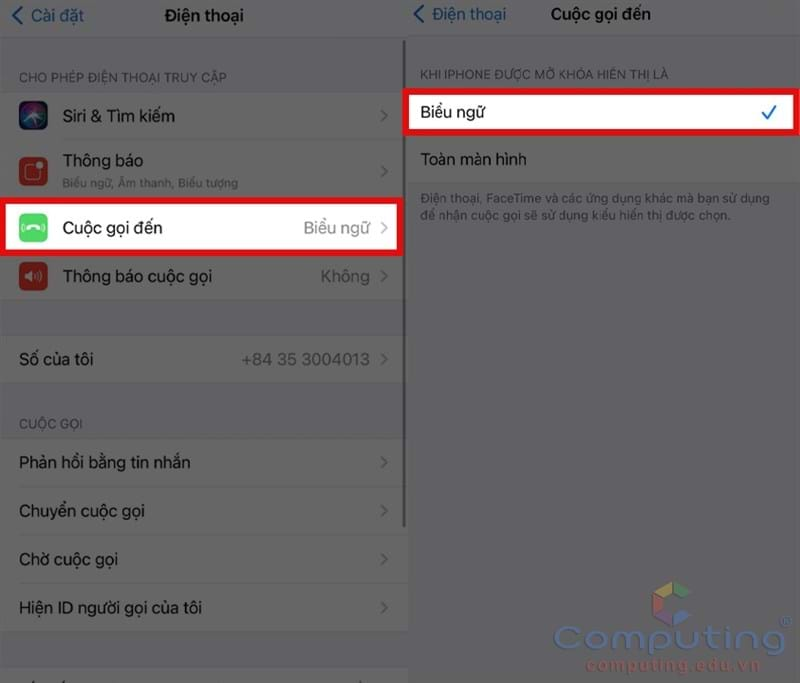 Cài đặt
Điện thoại
CHO PHÉP ĐIỆN THOẠI TRUY CẬP
Siri & Tìm kiếm
Thông báo
Biểu ngữ, Âm thanh, Biểu tượng
Cuộc gọi đến
Biểu ngữ
Thông báo cuộc gọi
Không
Số của tôi
+84 35 3004013
CUỘC GỌI
Phản hồi bằng tin nhắn
Chuyển cuộc gọi
Chờ cuộc gọi
Hiện ID người gọi của tôi
Điện thoại
Cuộc gọi đến
KHI IPHONE ĐƯỢC MỞ KHÓA HIỂN THỊ LÀ
Biểu ngữ
Toàn màn hình
Điện thoại, FaceTime và các ứng dụng khác mà bạn sử dụng
để nhận cuộc gọi sẽ sử dụng kiểu hiển thị được chọn.
Computing®
computing.edu.vn